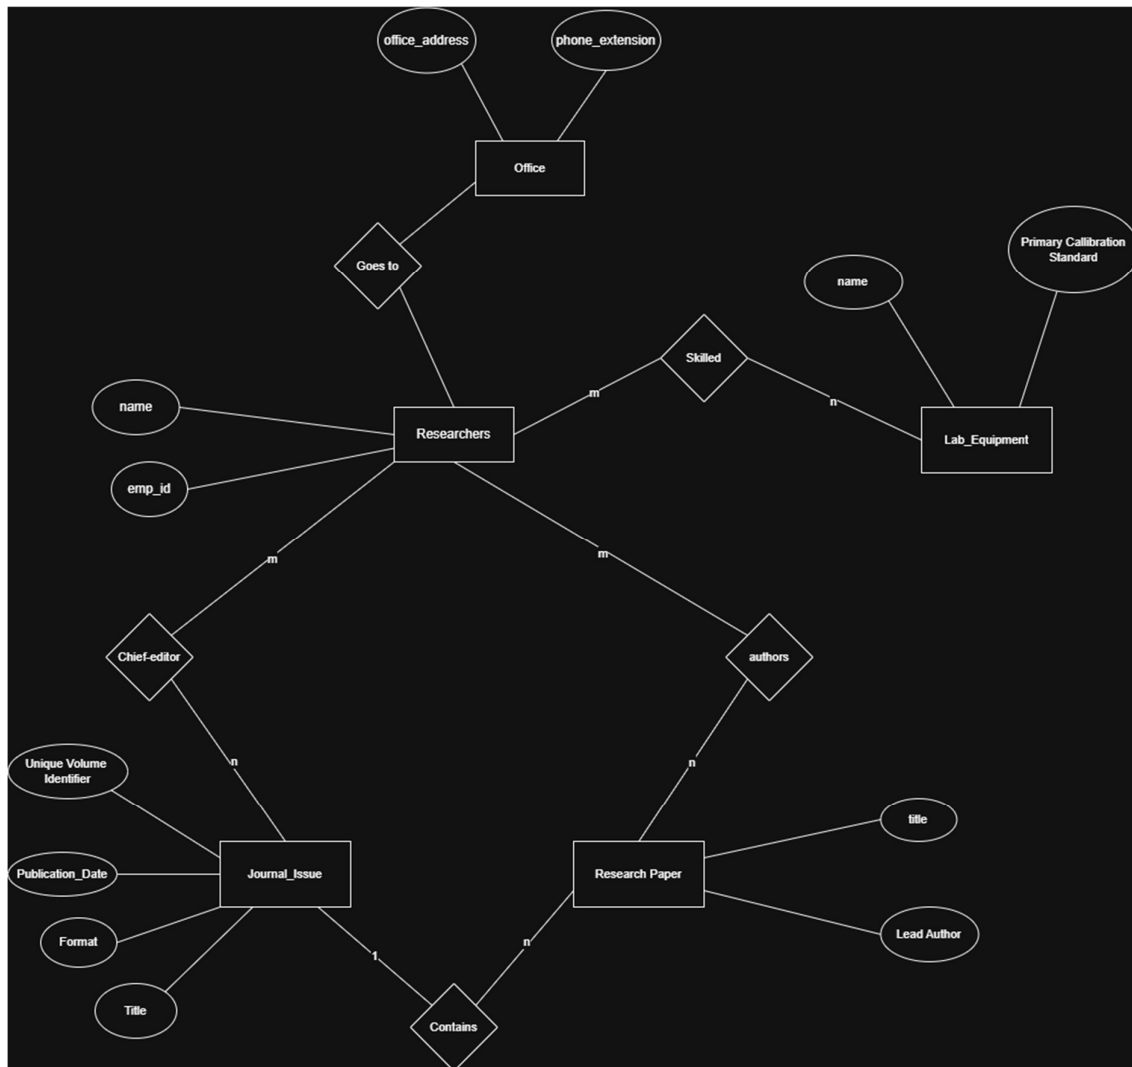 office_address
phone_extension
Office
Goes to
Primary Callibration
Standard
name
Skilled
m
n
name
Researchers
Lab_Equipment
emp_id
m
m
Chief-editor
authors
n
n
Unique Volume
Identifier
title
Publication_Date
Journal_Issue
Research Paper
Format
Lead Author
n
1
Title
Contains